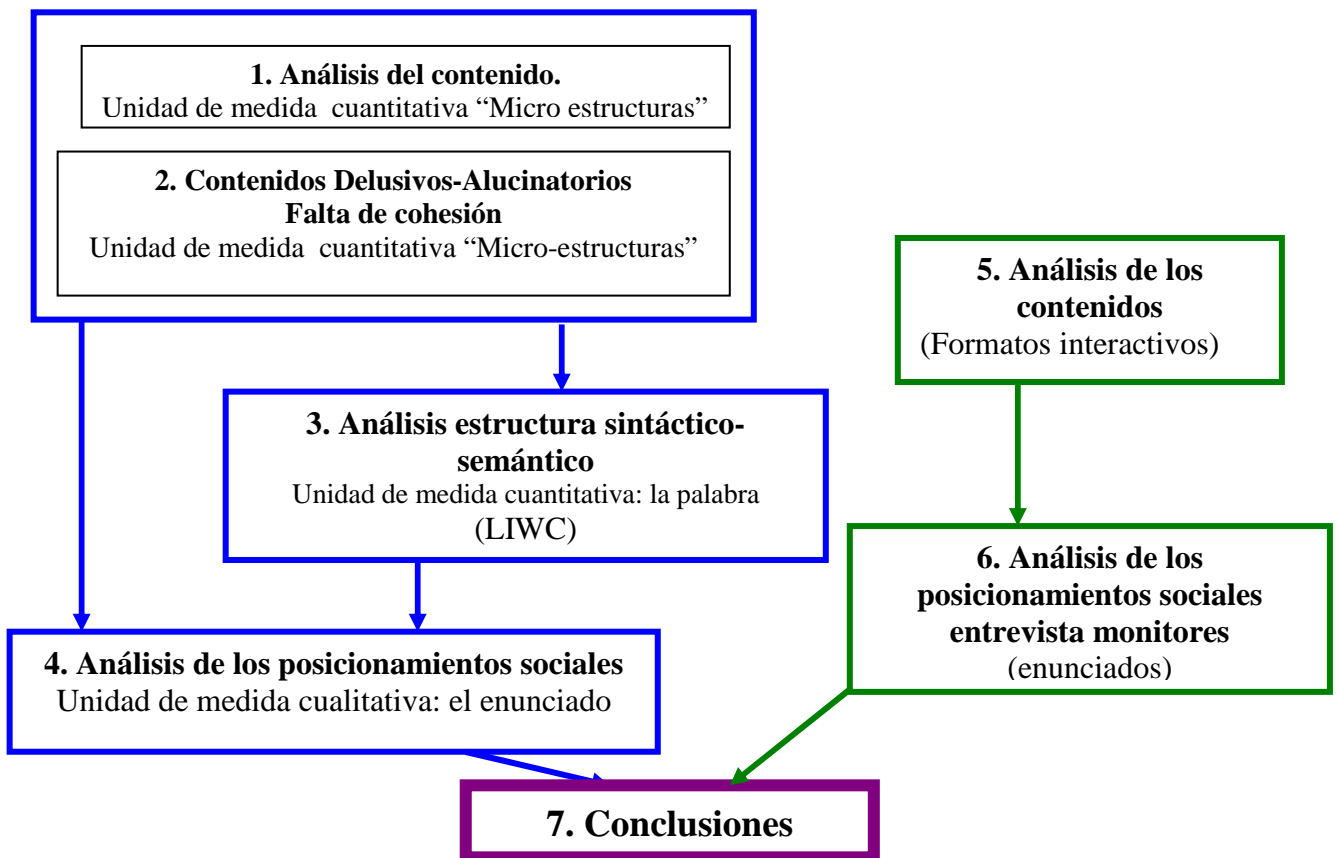 1. Análisis del contenido.
Unidad de medida  cuantitativa “Micro estructuras”
2. Contenidos Delusivos-Alucinatorios
Falta de cohesión
Unidad de medida  cuantitativa “Micro-estructuras”
3. Análisis estructura sintáctico-
semántico
Unidad de medida cuantitativa: la palabra
(LIWC)
4. Análisis de los posicionamientos sociales
Unidad de medida cualitativa: el enunciado
5. Análisis de los
contenidos
(Formatos interactivos)
6. Análisis de los
posicionamientos sociales
entrevista monitores
(enunciados)
7. Conclusiones